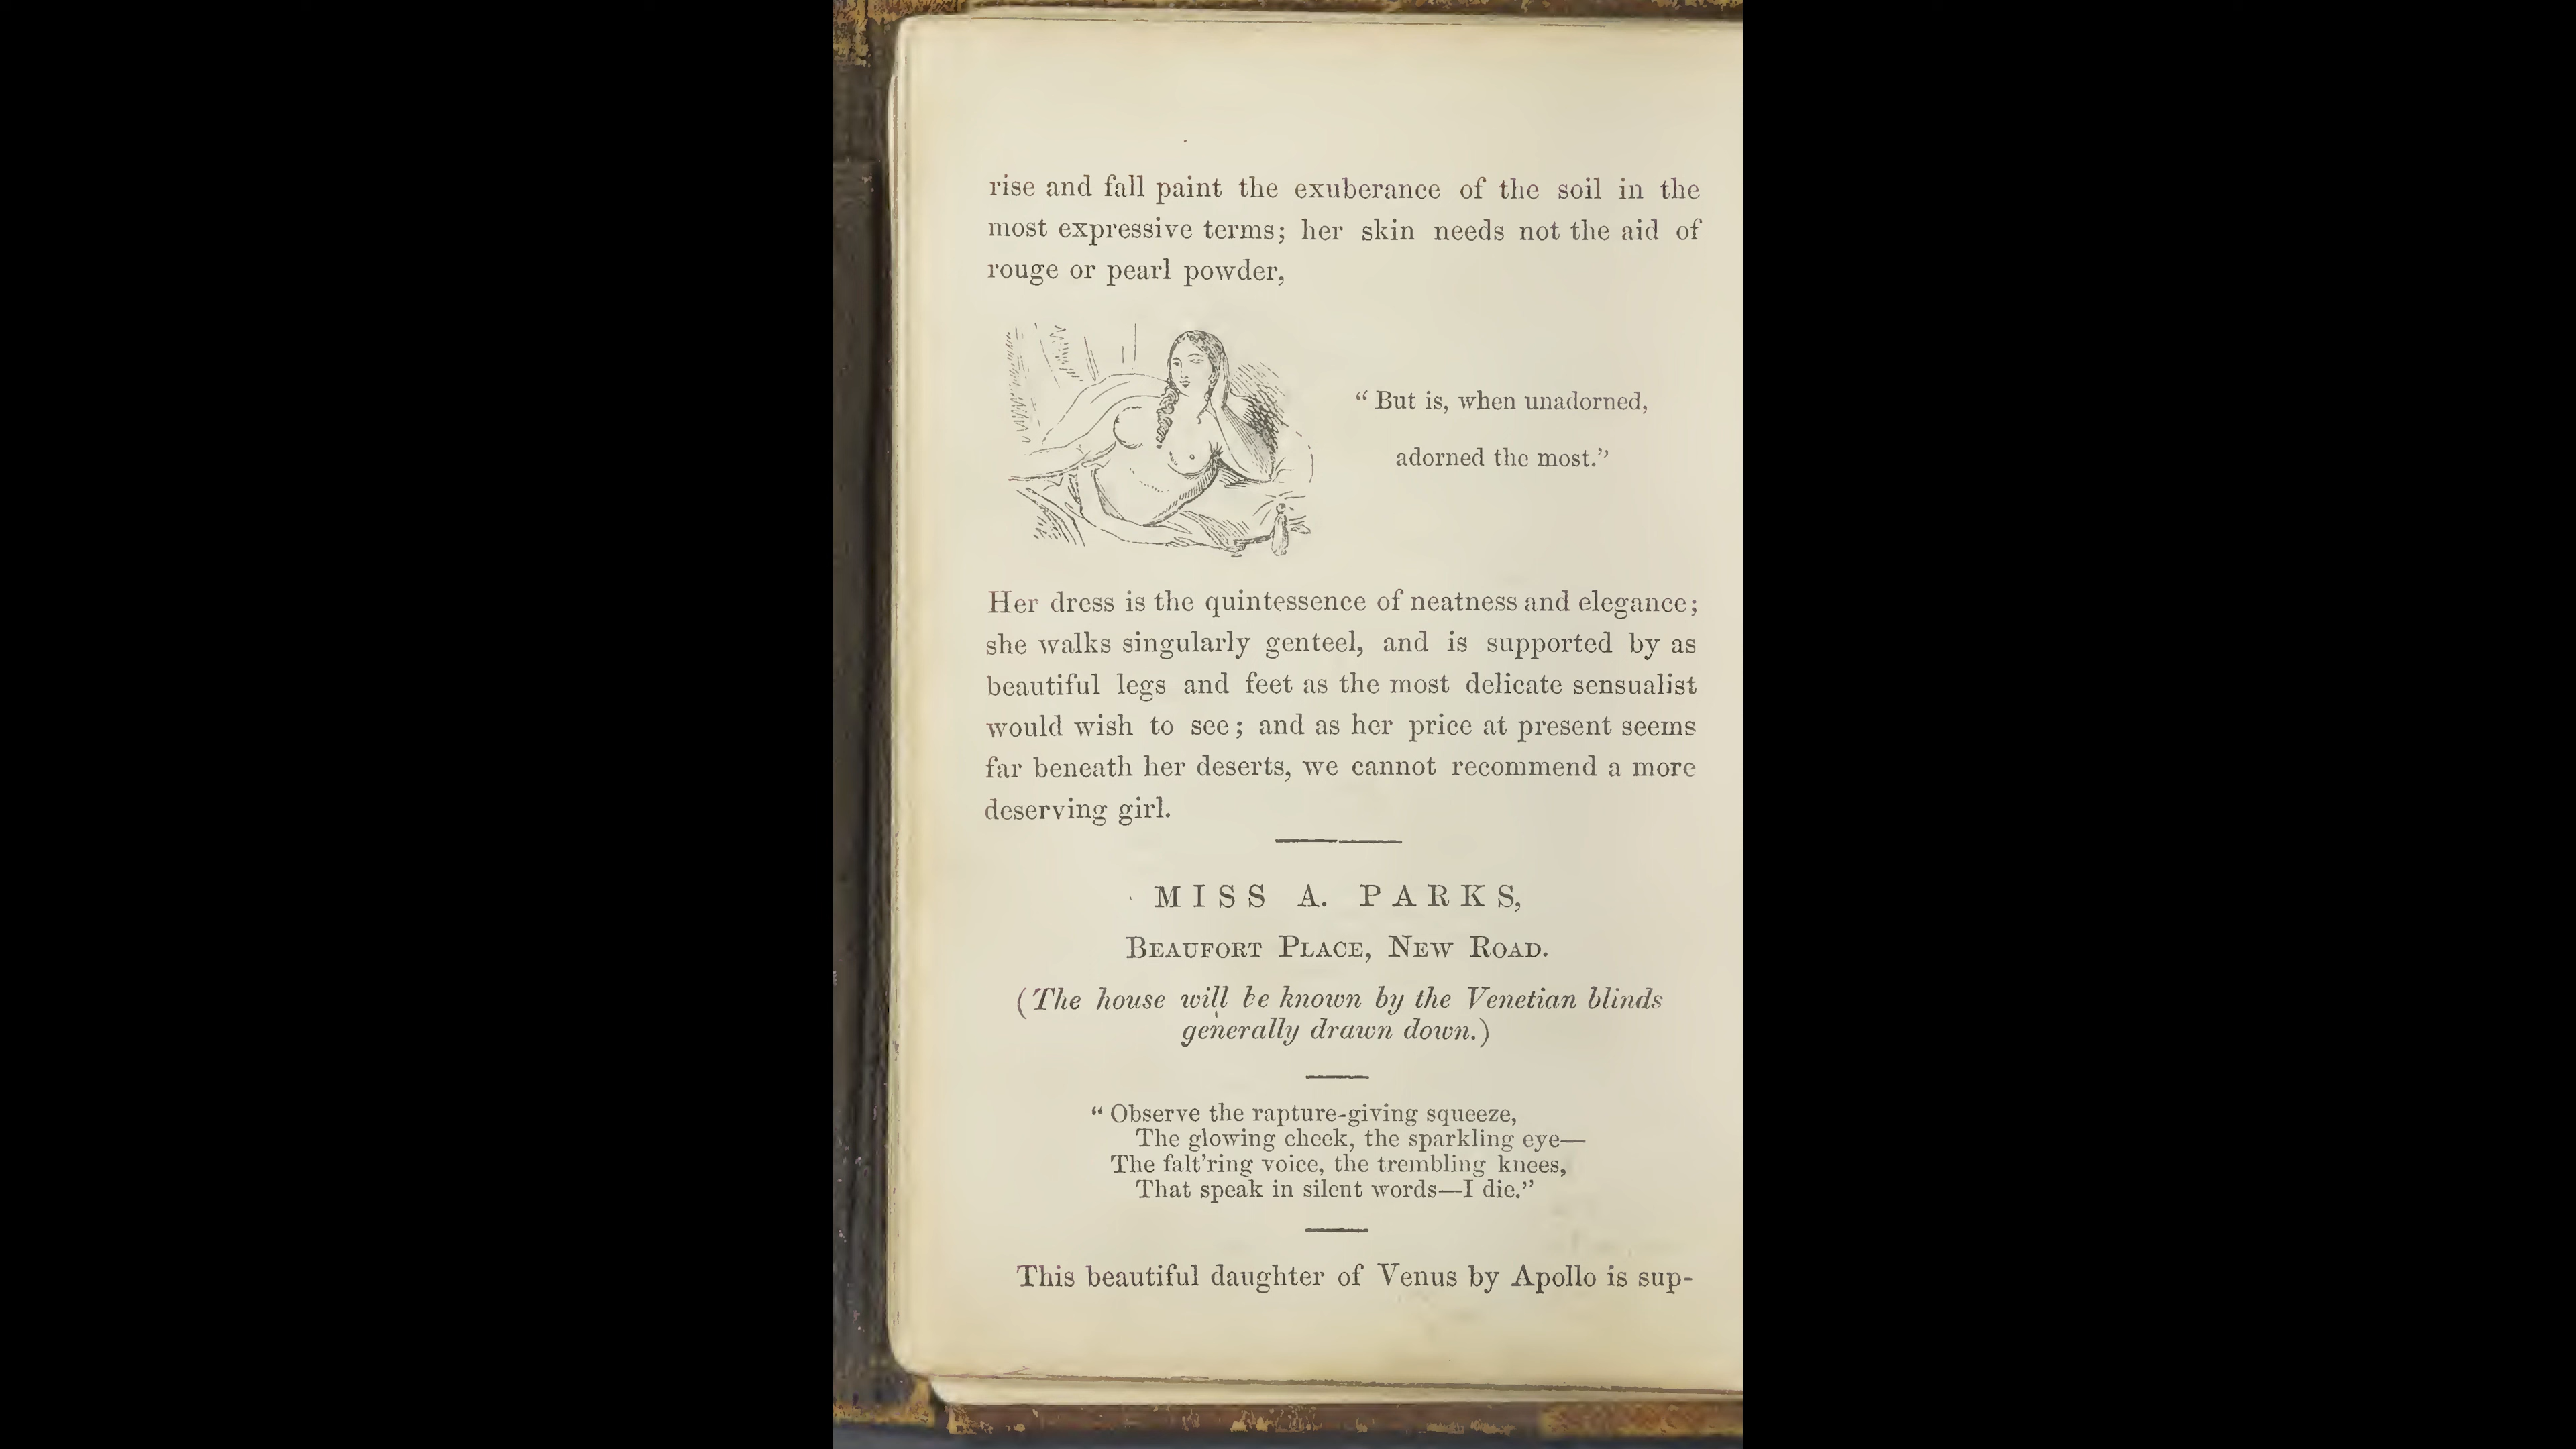 rise and fall paint the exuberance of the soil in the
most expressive terms; her skin needs not the aid of
rouge or pearl powder,
“ But is, when unadorned,
adorned the most.”
Her dress is the quintessence of neatness and elegance;
she walks singularly genteel, and is supported by as
beautiful legs and feet as the most delicate sensualist
would wish to see; and as her price at present seems
far beneath her deserts, we cannot recommend a more
deserving girl.
MISS A. PARKS,
BEAUFORT PLACE, NEW ROAD.
(The house will be known by the Venetian blinds
generally drawn down.)
“ Observe the rapture-giving squeeze,
The glowing cheek, the sparkling eye—
The falt’ring voice, the trembling knees,
That speak in silent words—I die.”
This beautiful daughter of Venus by Apollo is sup-